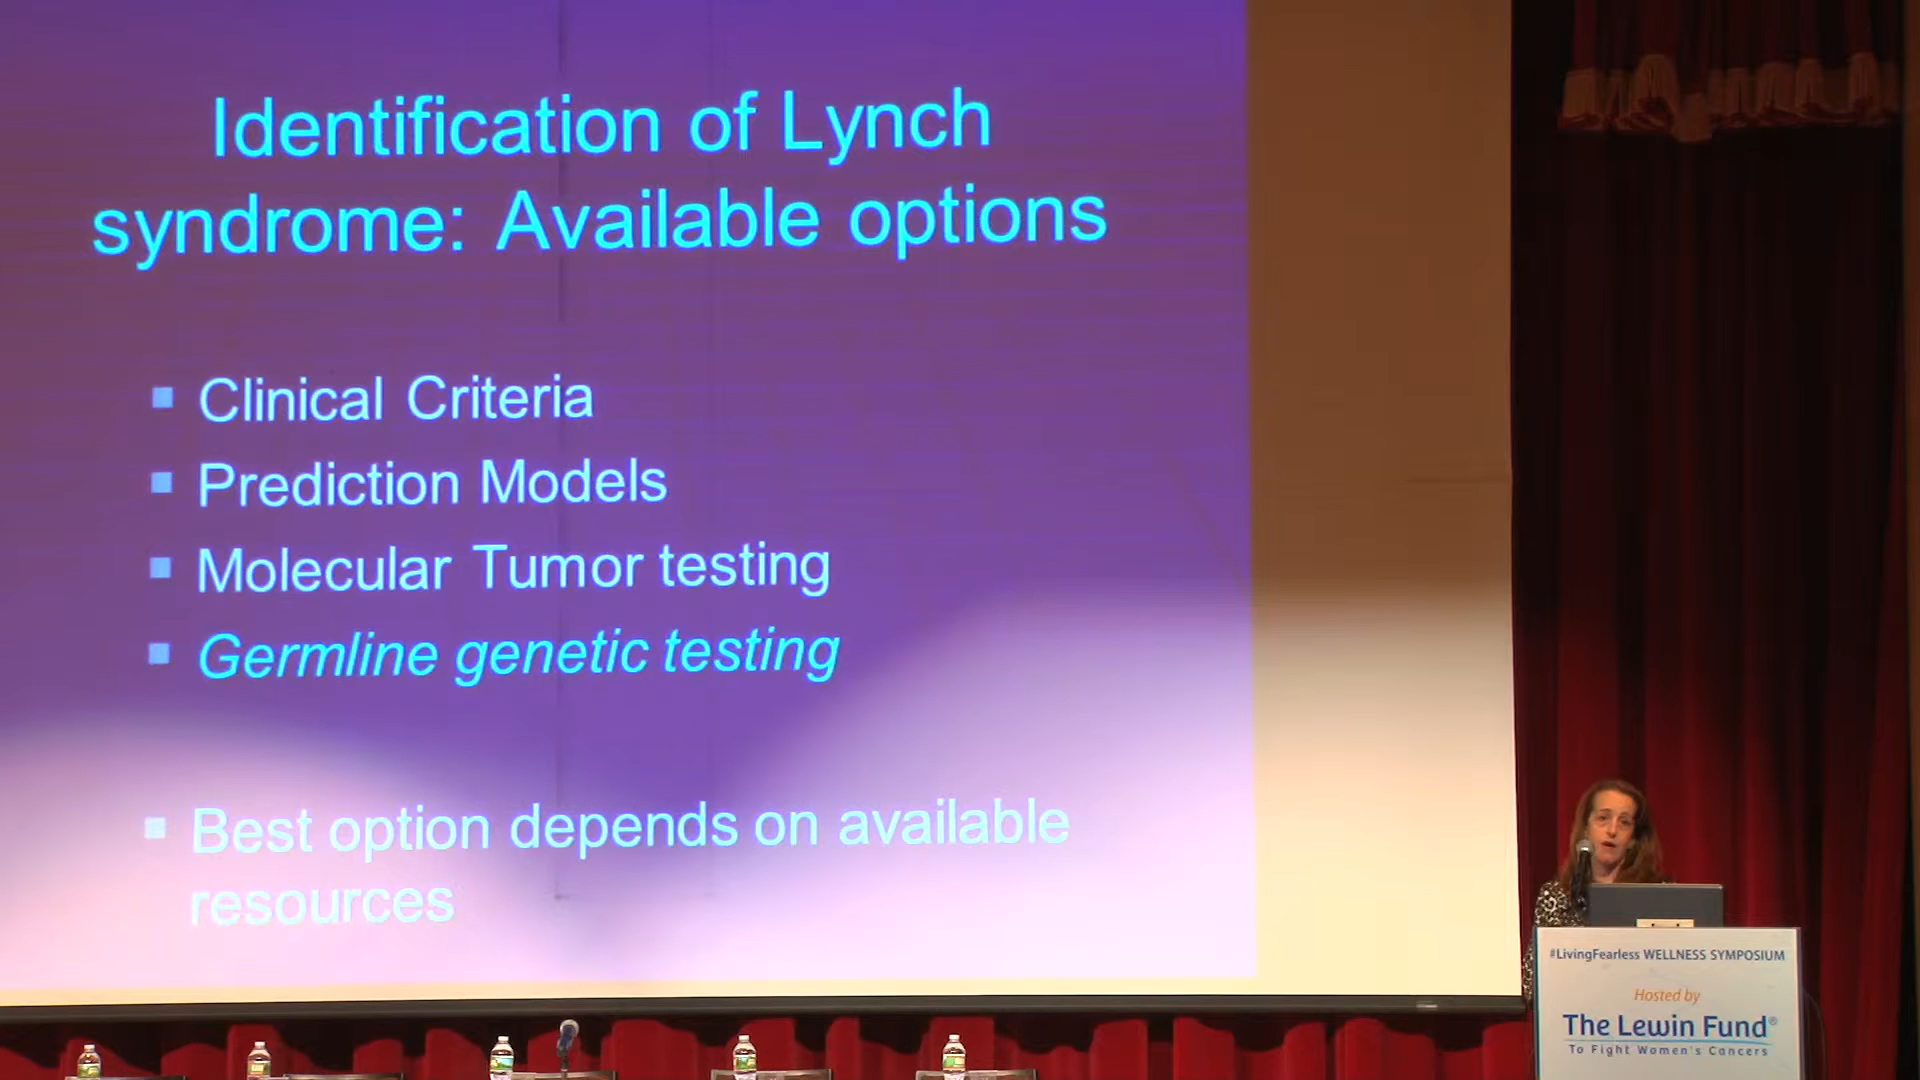 Identification of Lynch
syndrome: Available options
Clinical Criteria
Prediction Models
Molecular Tumor testing
Germline genetic testing
Best option depends on available
resources
#LivingFearless WELLNESS SYMPOSIUM
Hosted by
The Lewin Fund®
To Fight Women's Cancers